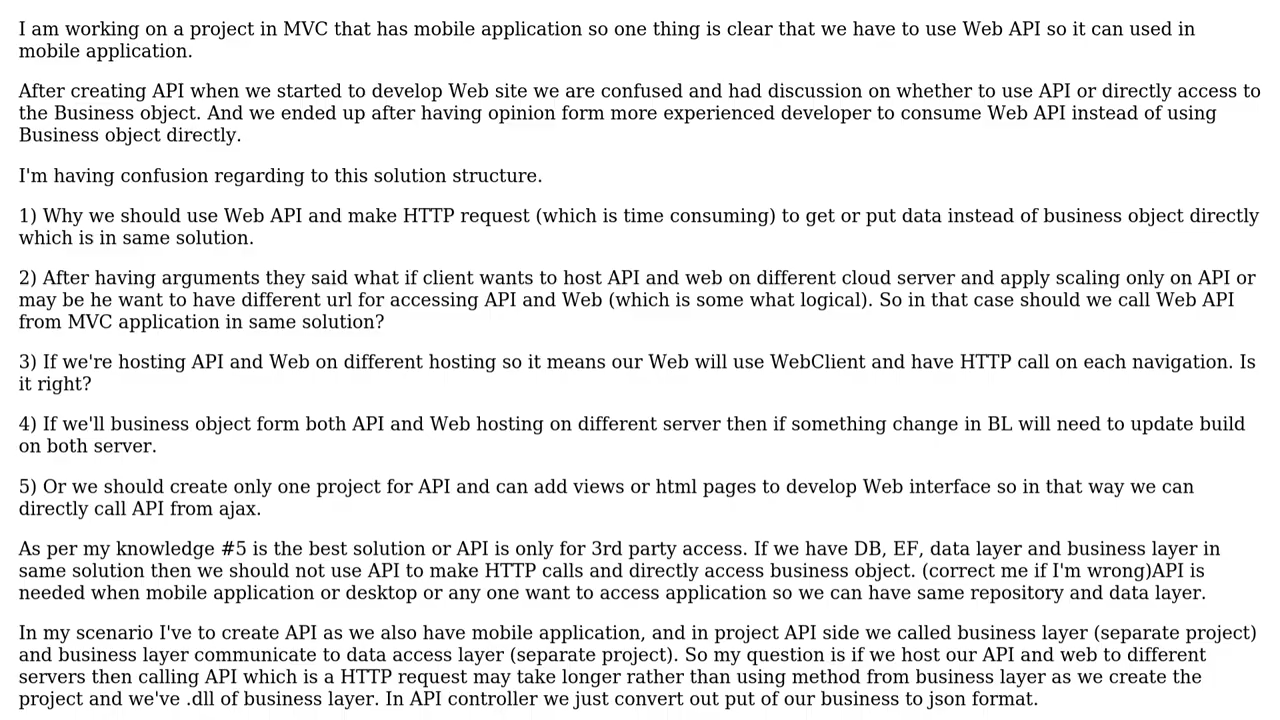 I am working on a project in MVC that has mobile application so one thing is clear that we have to use Web API so it can used in
mobile application.
After creating API when we started to develop Web site we are confused and had discussion on whether to use API or directly access to
the Business object. And we ended up after having opinion form more experienced developer to consume Web API instead of using
Business object directly.
I'm having confusion regarding to this solution structure.
1) Why we should use Web API and make HTTP request (which is time consuming) to get or put data instead of business object directly
which is in same solution.
2) After having arguments they said what if client wants to host API and web on different cloud server and apply scaling only on API or
may be he want to have different url for accessing API and Web (which is some what logical). So in that case should we call Web API
from MVC application in same solution?
3) If we're hosting API and Web on different hosting so it means our Web will use WebClient and have HTTP call on each navigation. Is
it right?
4) If we'll business object form both API and Web hosting on different server then if something change in BL will need to update build
on both server.
5) Or we should create only one project for API and can add views or html pages to develop Web interface so in that way we can
directly call API from ajax.
As per my knowledge #5 is the best solution or API is only for 3rd party access. If we have DB, EF, data layer and business layer in
same solution then we should not use API to make HTTP calls and directly access business object. (correct me if I'm wrong)API is
needed when mobile application or desktop or any one want to access application so we can have same repository and data layer.
In my scenario I've to create API as we also have mobile application, and in project API side we called business layer (separate project)
and business layer communicate to data access layer (separate project). So my question is if we host our API and web to different
servers then calling API which is a HTTP request may take longer rather than using method from business layer as we create the
project and we've .dll of business layer. In API controller we just convert out put of our business to json format.